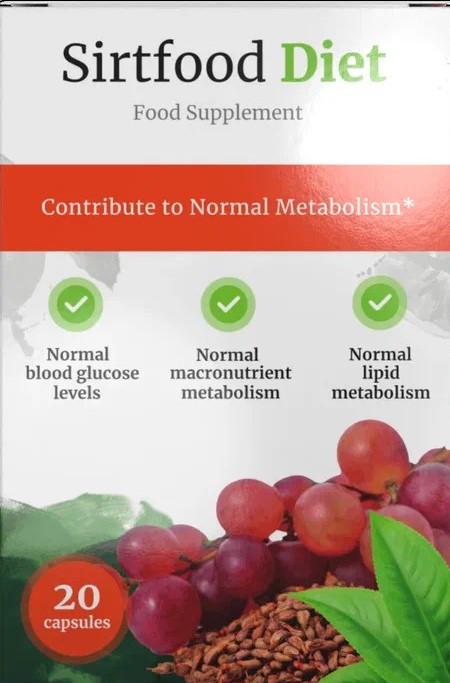 Sirtfood Diet
Food Supplement
Contribute to Normal Metabolism*
Normal
blood glucose
levels
Normal
macronutrient
metabolism
Normal
lipid
metabolism
20
capsules